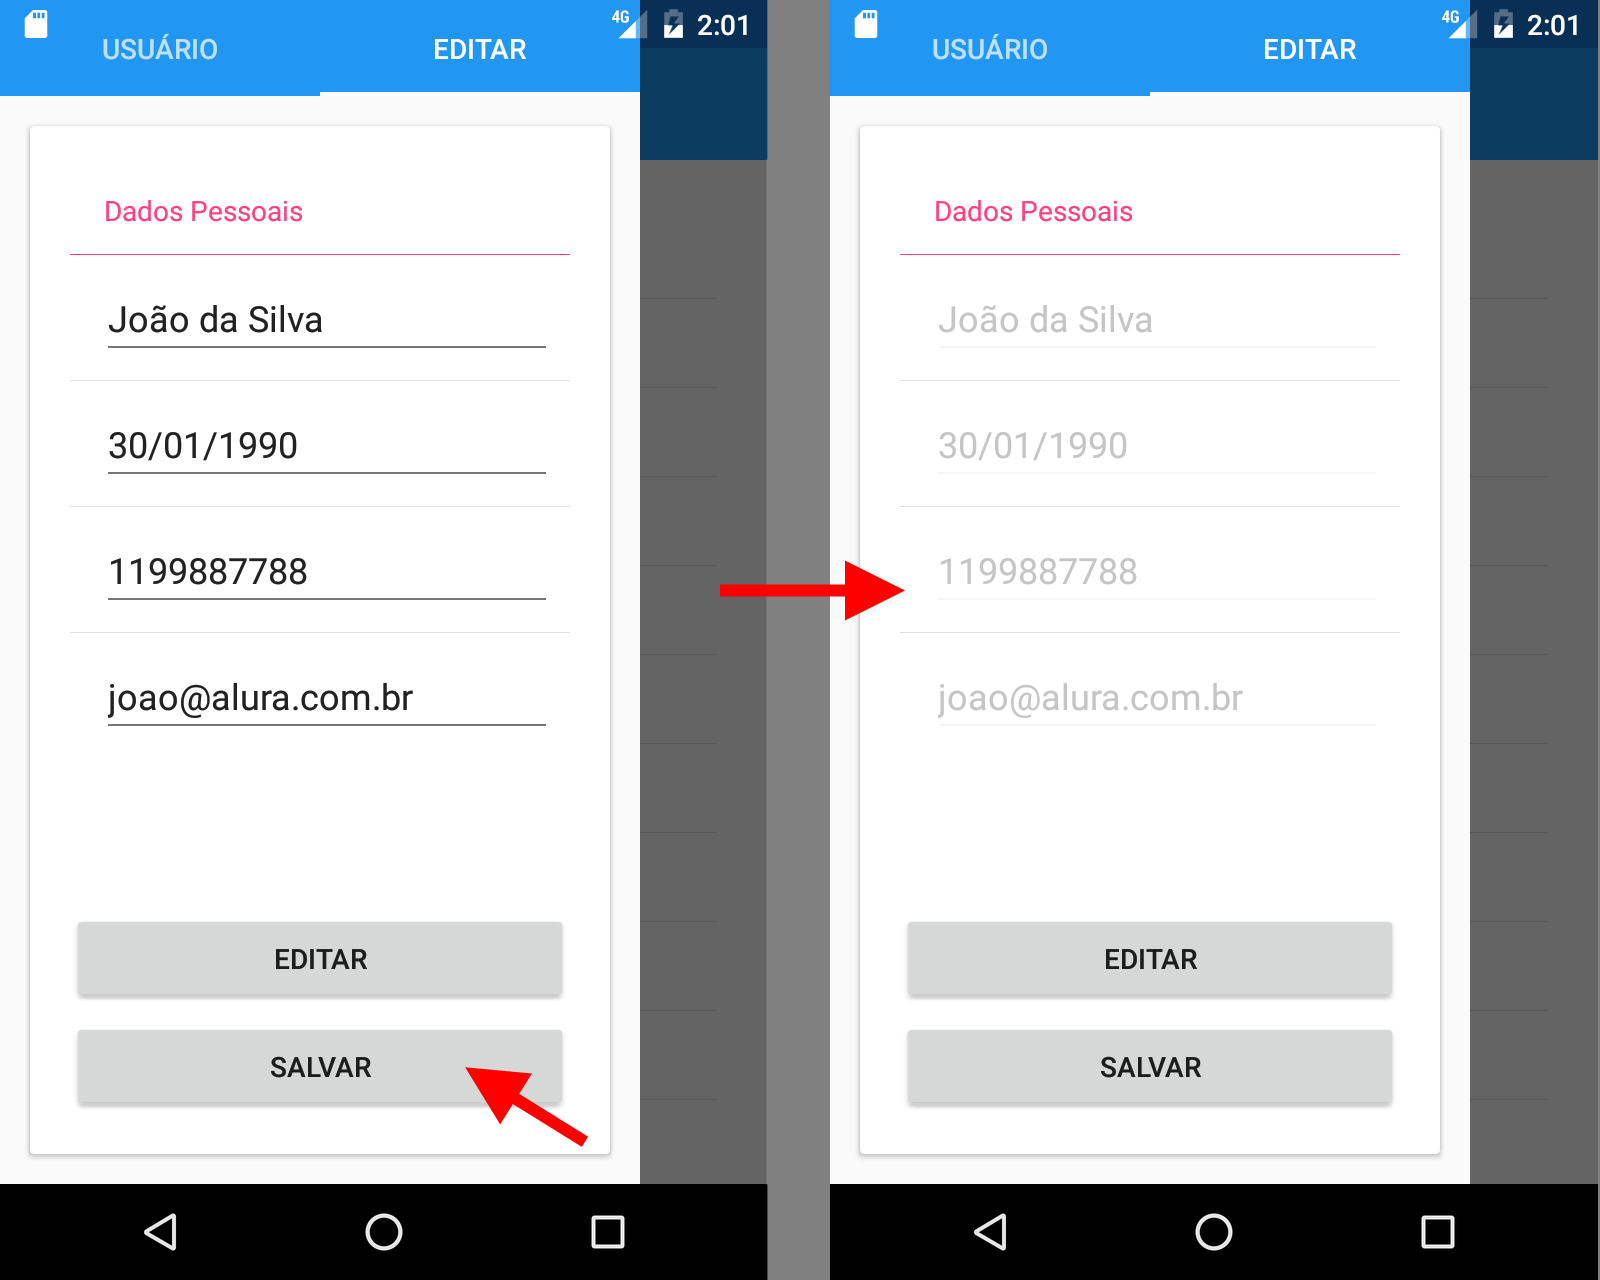 4G 2:01
USUÁRIO EDITAR
Dados Pessoais
João da Silva
30/01/1990
1199887788
joao@alura.com.br
EDITAR
SALVAR
4G 2:01
USUÁRIO EDITAR
Dados Pessoais
João da Silva
30/01/1990
1199887788
joao@alura.com.br
EDITAR
SALVAR